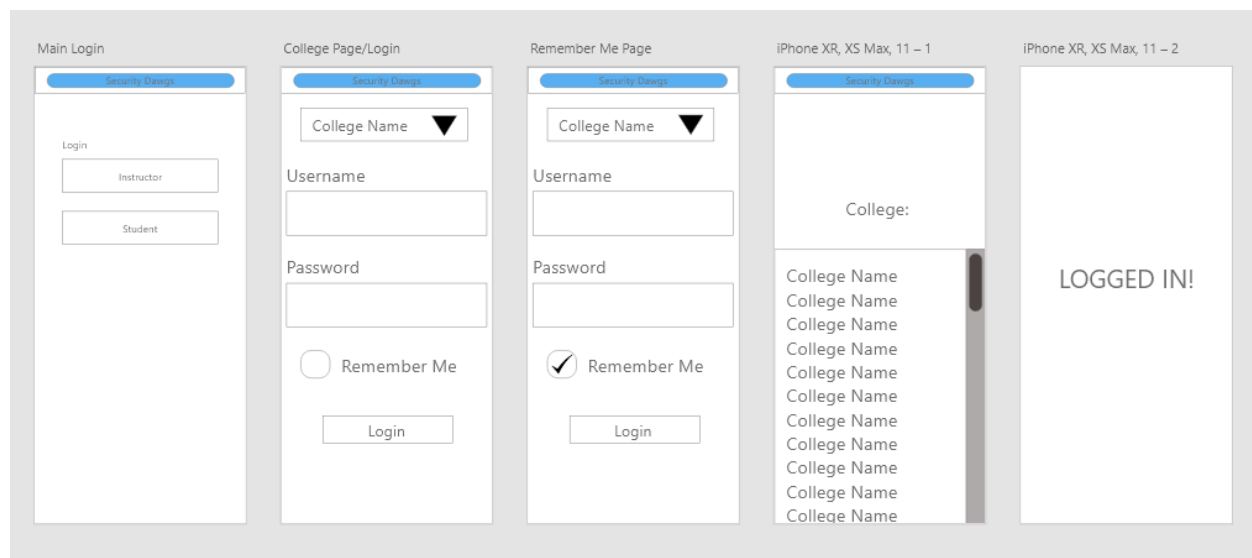 Main Login
Security Dawgs
Login
Instructor
Student
College Page/Login
Security Dawgs
College Name
Username
Password
Remember Me
Login
Remember Me Page
Security Dawgs
College Name
Username
Password
Remember Me
Login
iPhone XR, XS Max, 11 – 1
Security Dawgs
College:
College Name
College Name
College Name
College Name
College Name
College Name
College Name
College Name
College Name
College Name
College Name
iPhone XR, XS Max, 11 – 2
LOGGED IN!